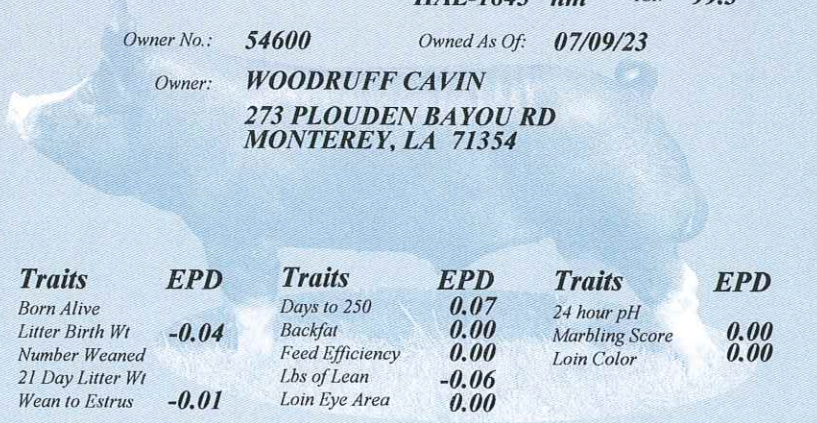 Owner No.: 54600 Owned As Of: 07/09/23
Owner: WOODRUFF CAVIN
273 PLOUDEN BAYOU RD
MONTEREY, LA 71354
Traits EPD Traits EPD Traits EPD
Born Alive Days to 250 0.07 24 hour pH
Litter Birth Wt -0.04 Backfat 0.00 Marbling Score 0.00
Number Weaned Feed Efficiency 0.00 Loin Color 0.00
21 Day Litter Wt Lbs of Lean -0.06
Wean to Estrus -0.01 Loin Eye Area 0.00